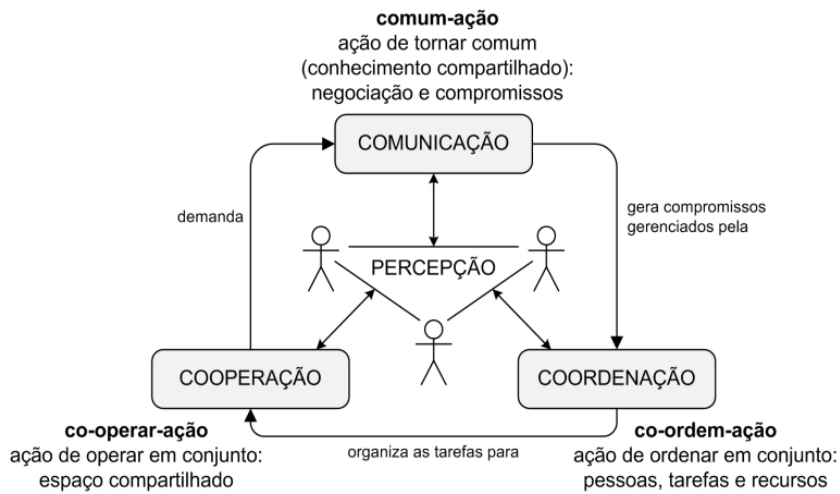 comum-ação
ação de tornar comum
(conhecimento compartilhado):
negociação e compromissos
COMUNICAÇÃO
demanda
gera compromissos
gerenciados pela
PERCEPÇÃO
COOPERAÇÃO
COORDENAÇÃO
co-operar-ação
ação de operar em conjunto:
espaço compartilhado
organiza as tarefas para
co-ordem-ação
ação de ordenar em conjunto:
pessoas, tarefas e recursos